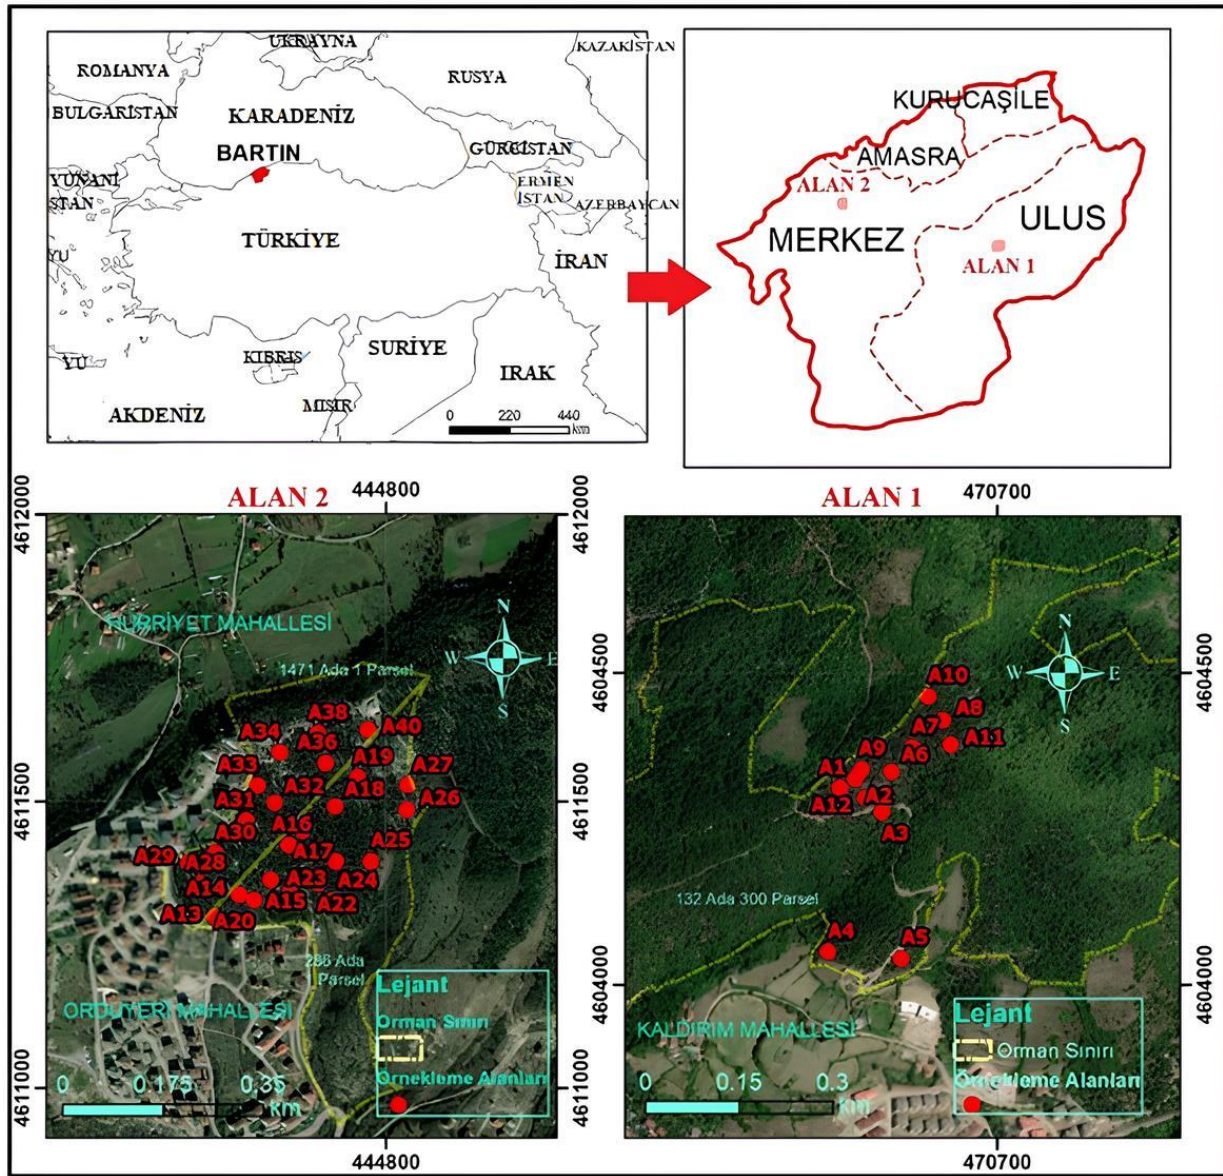 UKRAYNA
KAZAKİSTAN
ROMANYA
RUSYA
BULGARİSTAN
KARADENİZ
GÜRCİSTAN
BARTIN
YUNANİ
STAN
ERMEN
İSTAN
AZERBAYCAN
TÜRKİYE
İRAN
YU
SURİYE
KIBRIS
YU
IRAK
MISIR
AKDENİZ
0 220 440
km
KURUCAŞİLE
AMASRA
ALAN 2
ULUS
MERKEZ
ALAN 1
ALAN 2
444800
4612000
4612000
HÜRRİYET MAHALLESİ
N
W E
S
1471 Ada 1 Parsel
A38
A40
A34
A36
A19
A27
A33
A32
A18
A26
A31
A16
A30
A17
A25
A29
A28
A23
A24
A14
A15
A22
A13
A20
4611500
4611500
286 Ada
1 Parsel
ORDUYERİ MAHALLESİ
Lejant
Orman Sınırı
Örnekleme Alanları
0 0.175 0.35
km
4611000
4611000
444800
ALAN 1
470700
4604500
4604500
N
W E
S
A10
A8
A7
A11
A9
A6
A1
A2
A12
A3
132 Ada 300 Parsel
A4
A5
4604000
4604000
KALDIRIM MAHALLESİ
Lejant
Orman Sınırı
Örnekleme Alanları
0 0.15 0.3
km
470700